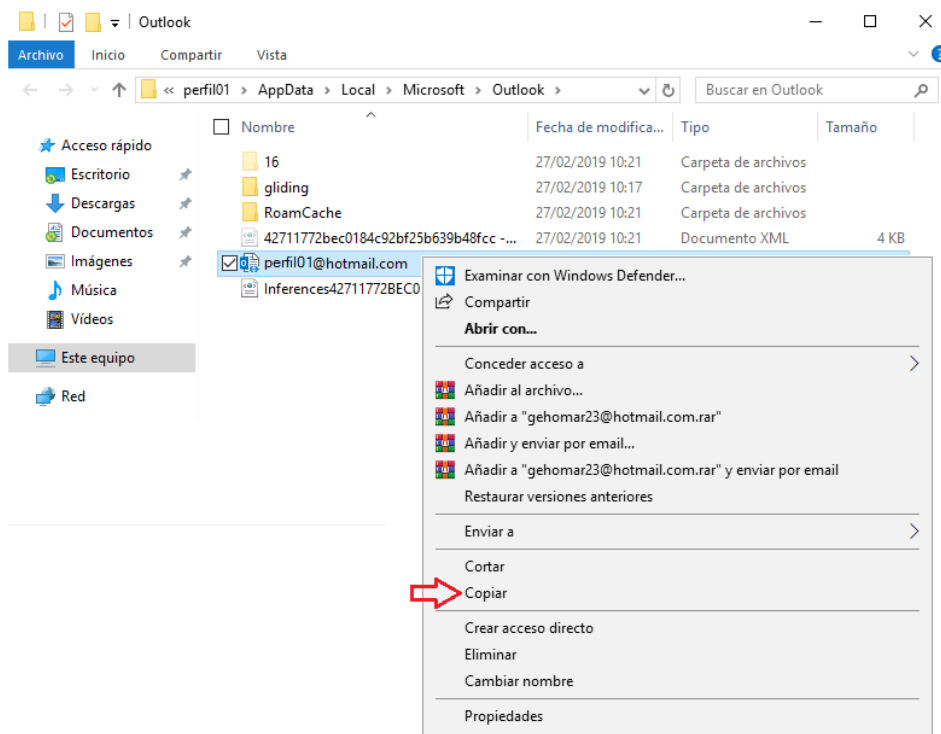 Outlook
Archivo Inicio Compartir Vista
« perfil01 > AppData > Local > Microsoft > Outlook > Buscar en Outlook
Nombre Fecha de modifica... Tipo Tamaño
Acceso rápido
Escritorio
Descargas
Documentos
Imágenes
Música
Vídeos
Este equipo
Red
16 27/02/2019 10:21 Carpeta de archivos
gliding 27/02/2019 10:17 Carpeta de archivos
RoamCache 27/02/2019 10:21 Carpeta de archivos
42711772bec0184c92bf25b639b48fcc -... 27/02/2019 10:21 Documento XML 4 KB
perfil01@hotmail.com
Inferences42711772BEC0
Examinar con Windows Defender...
Compartir
Abrir con...
Conceder acceso a
Añadir al archivo...
Añadir a "gehomar23@hotmail.com.rar"
Añadir y enviar por email...
Añadir a "gehomar23@hotmail.com.rar" y enviar por email
Restaurar versiones anteriores
Enviar a
Cortar
Copiar
Crear acceso directo
Eliminar
Cambiar nombre
Propiedades